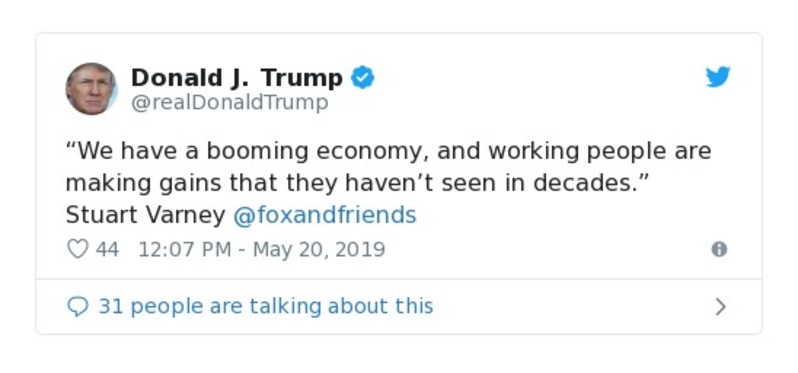 Donald J. Trump
@realDonaldTrump
“We have a booming economy, and working people are
making gains that they haven’t seen in decades.”
Stuart Varney @foxandfriends
44 12:07 PM - May 20, 2019
31 people are talking about this